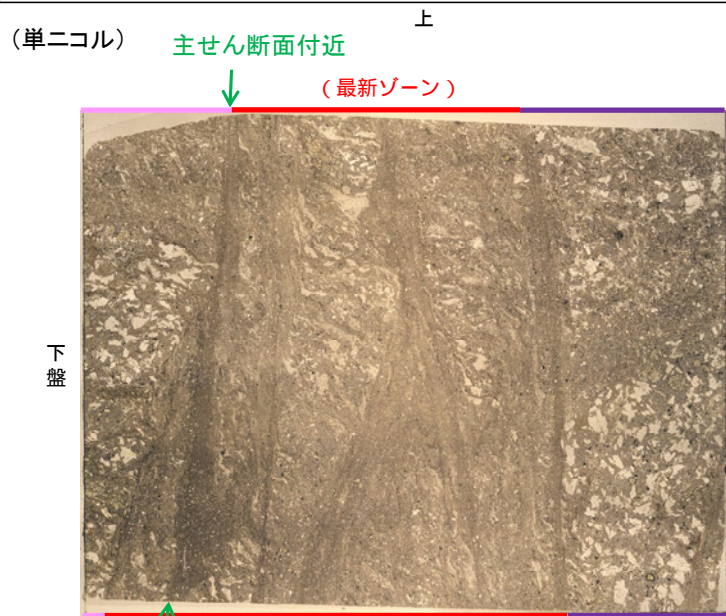 上
（単ニコル）
主せん断面付近
（最新ゾーン）
下
盤